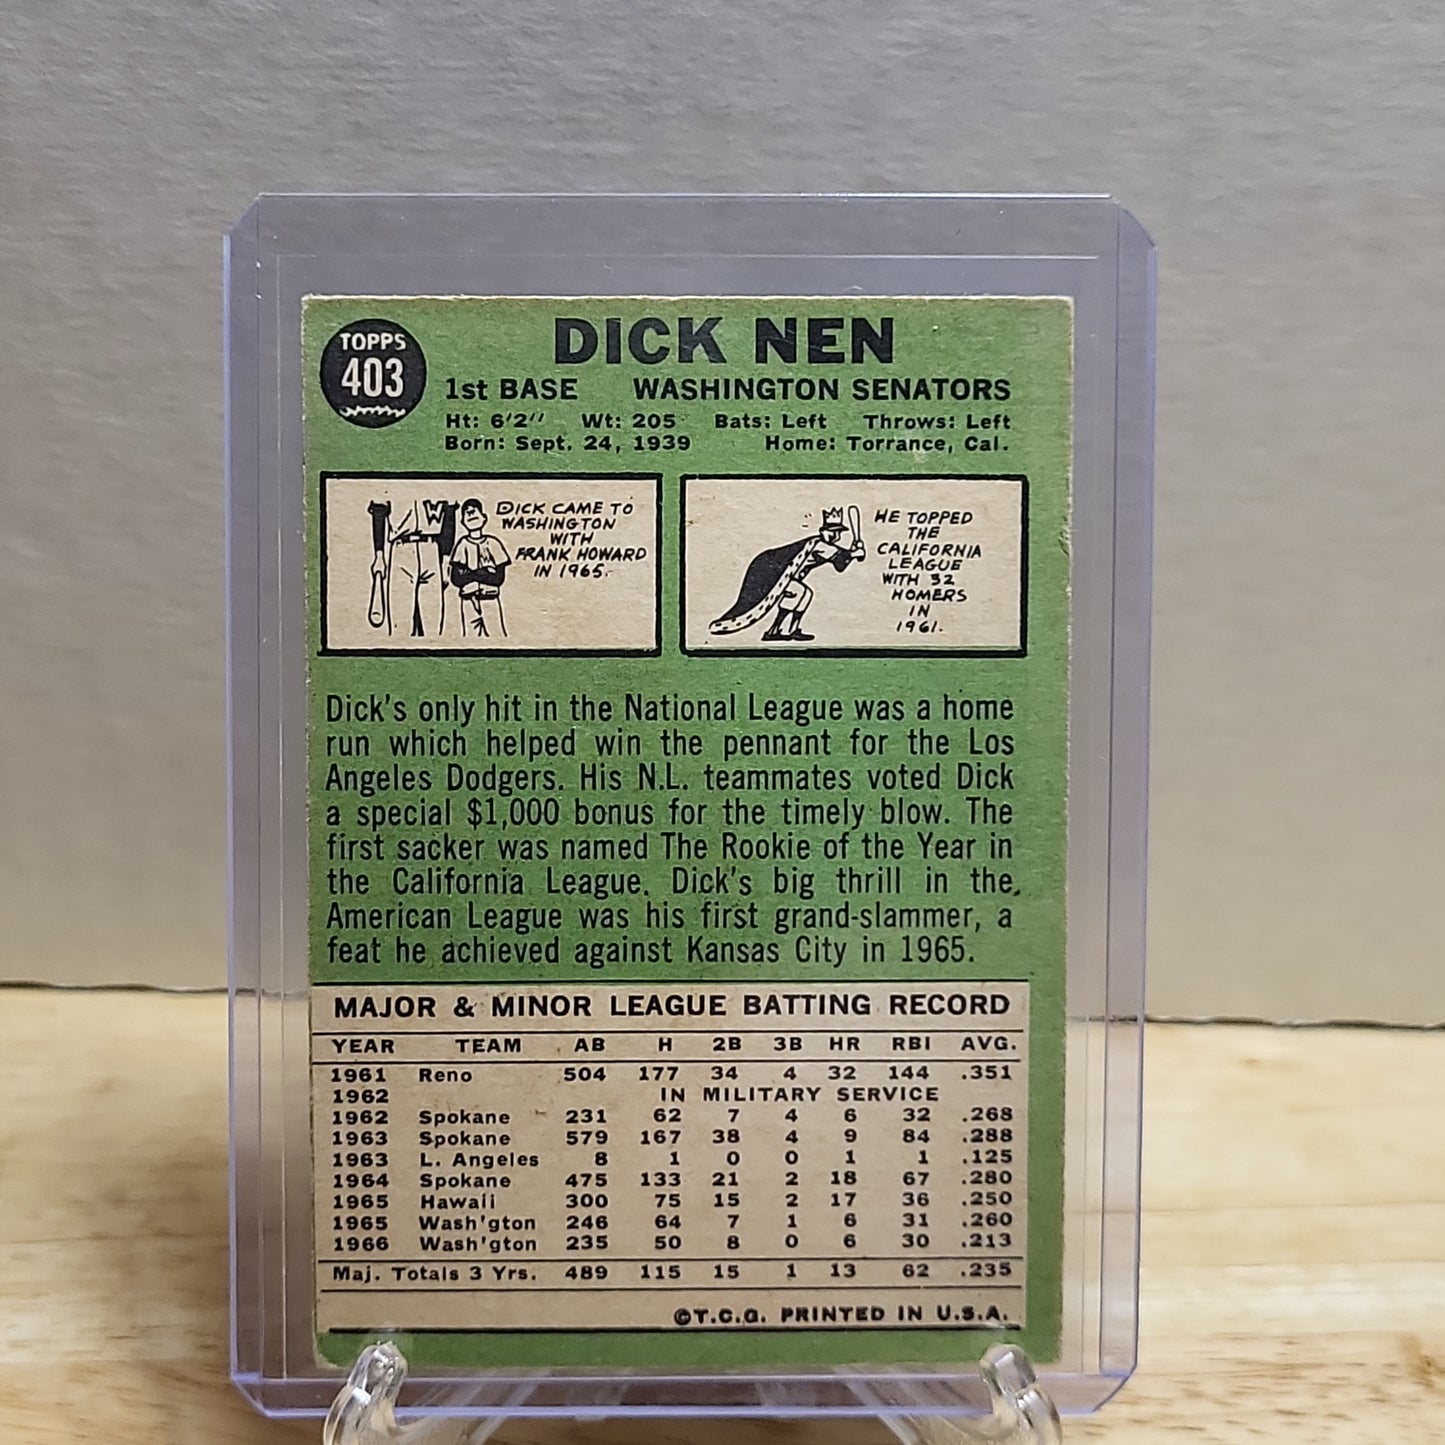 DICK NEN
TOPPS
403
1st BASE WASHINGTON SENATORS
Ht: 6'2" Wt: 205 Bats: Left Throws: Left
Born: Sept. 24, 1939 Home: Torrance, Cal.
W
DICK CAME TO
WASHINGTON
WITH
FRANK HOWARD
IN 1965.
HE TOPPED
THE
CALIFORNIA
LEAGUE
WITH 32
HOMERS
IN
1961.
Dick's only hit in the National League was a home
run which helped win the pennant for the Los
Angeles Dodgers. His N.L. teammates voted Dick
a special $1,000 bonus for the timely blow. The
first sacker was named The Rookie of the Year in
the California League. Dick's big thrill in the
American League was his first grand-slammer, a
feat he achieved against Kansas City in 1965.
MAJOR & MINOR LEAGUE BATTING RECORD
YEAR TEAM AB H 2B 3B HR RBI AVG.
1961 Reno 504 177 34 4 32 144 .351
1962 IN MILITARY SERVICE
1962 Spokane 231 62 7 4 6 32 .268
1963 Spokane 579 167 38 4 9 84 .288
1963 L. Angeles 8 1 0 0 1 1 .125
1964 Spokane 475 133 21 2 18 67 .280
1965 Hawaii 300 75 15 2 17 36 .250
1965 Wash'gton 246 64 7 1 6 31 .260
1966 Wash'gton 235 50 8 0 6 30 .213
Maj. Totals 3 Yrs. 489 115 15 1 13 62 .235
©T.C.G. PRINTED IN U.S.A.